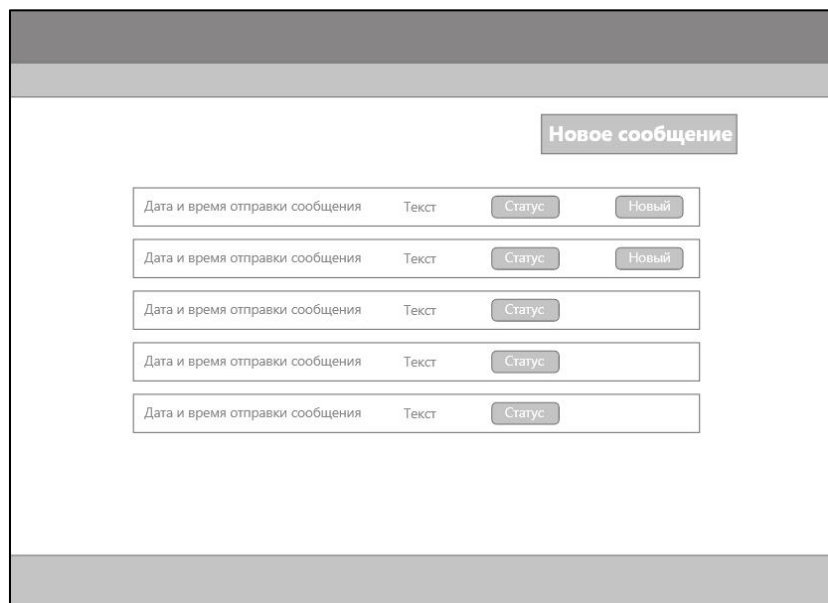 Новое сообщение
Дата и время отправки сообщения Текст Статус Новый
Дата и время отправки сообщения Текст Статус Новый
Дата и время отправки сообщения Текст Статус
Дата и время отправки сообщения Текст Статус
Дата и время отправки сообщения Текст Статус